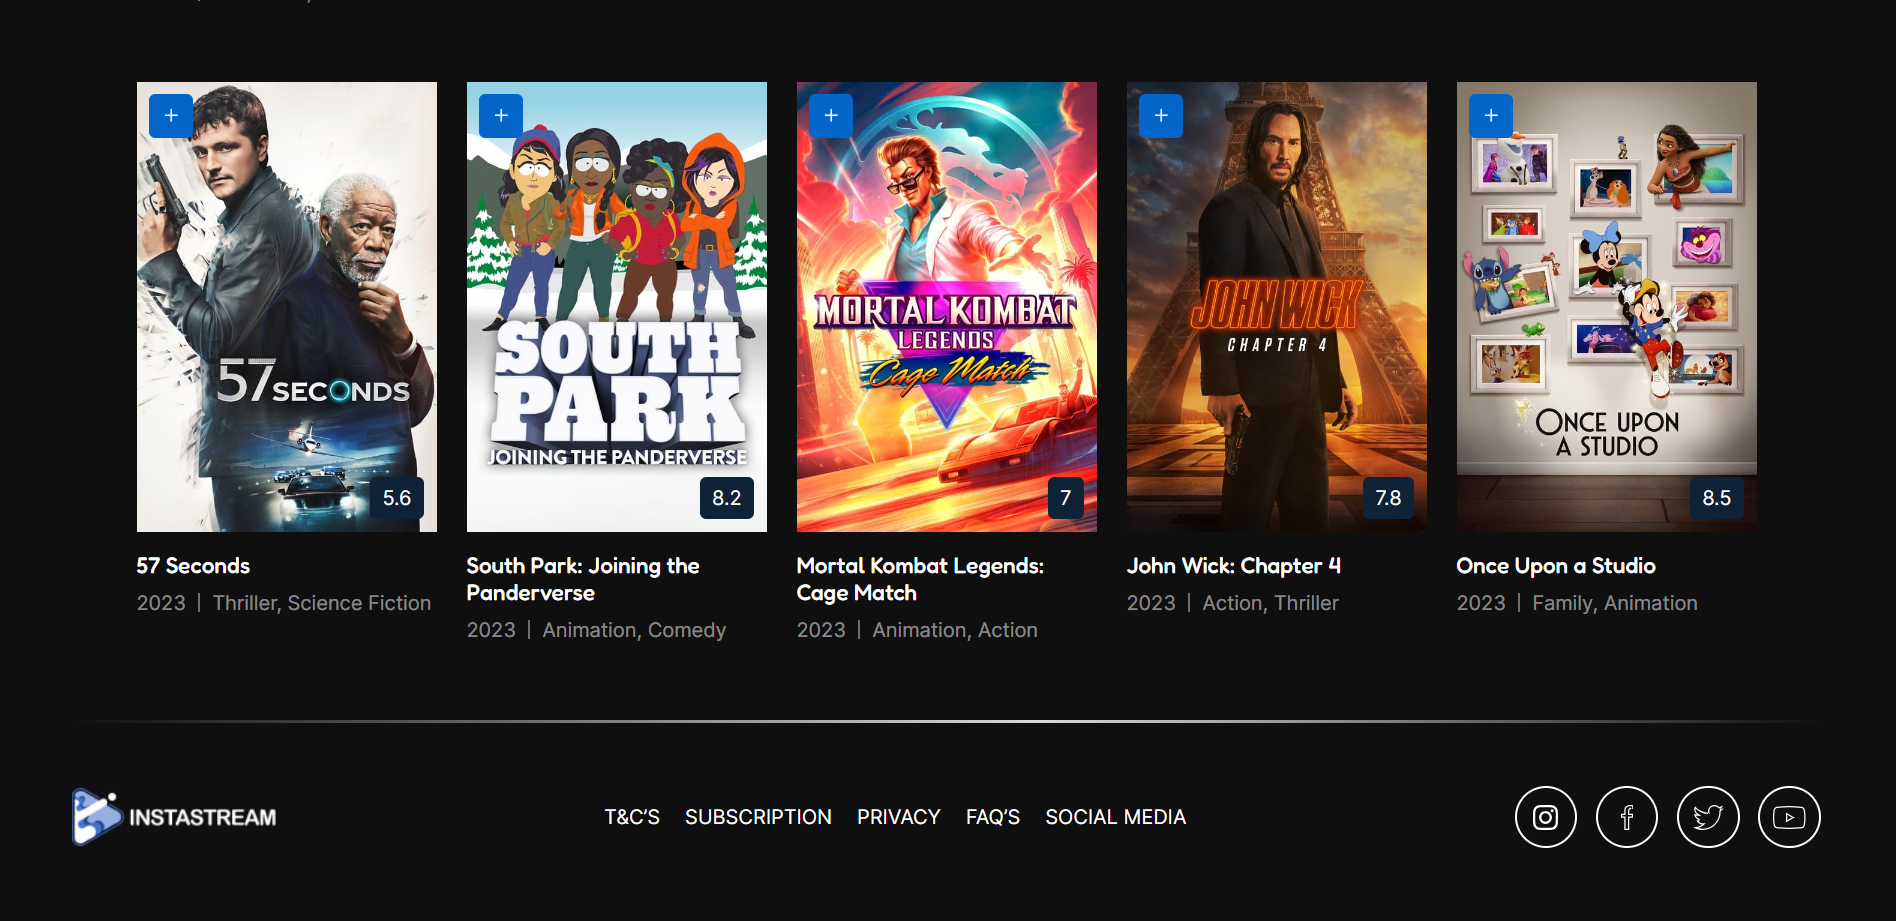 57 SECONDS
5.6
SOUTH
PARK
JOINING THE PANDERVERSE
8.2
MORTAL KOMBAT
LEGENDS
Cage Match
7
JOHN WICK
CHAPTER 4
7.8
ONCE UPON
A STUDIO
8.5
57 Seconds
2023 | Thriller, Science Fiction
South Park: Joining the
Panderverse
2023 | Animation, Comedy
Mortal Kombat Legends:
Cage Match
2023 | Animation, Action
John Wick: Chapter 4
2023 | Action, Thriller
Once Upon a Studio
2023 | Family, Animation
INSTASTREAM
T&C'S SUBSCRIPTION PRIVACY FAQ'S SOCIAL MEDIA